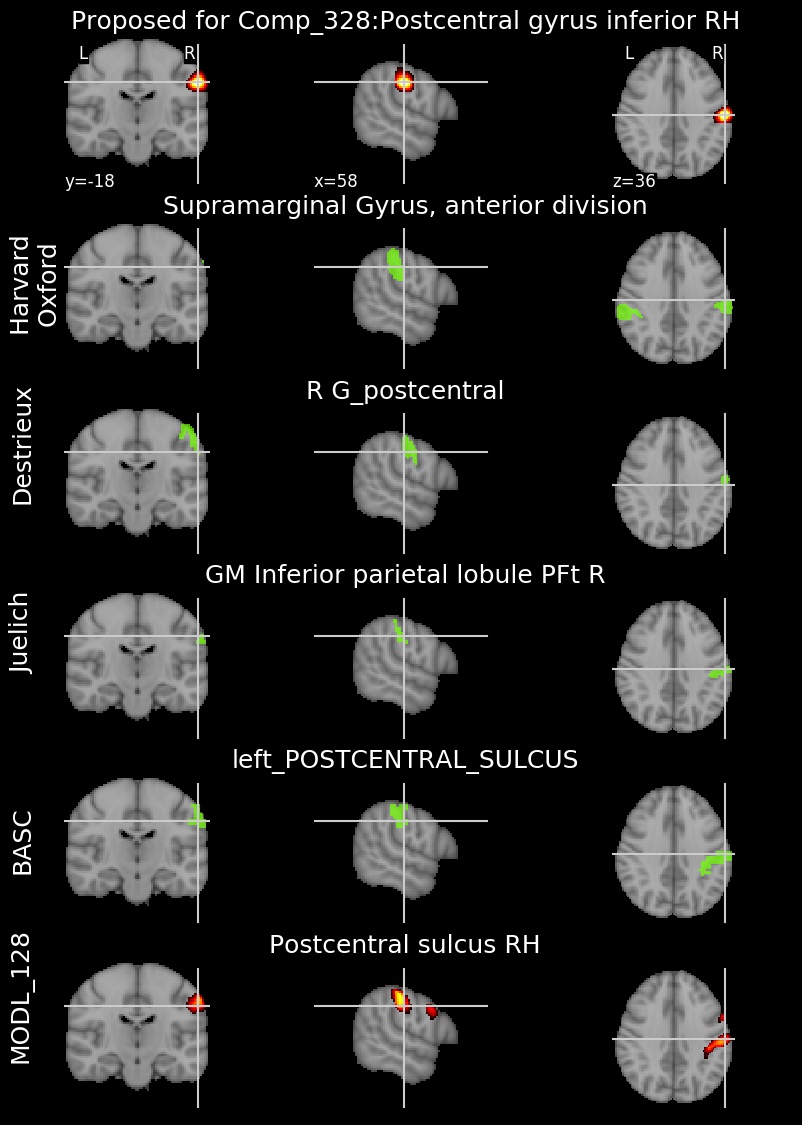 Proposed for Comp_328:Postcentral gyrus inferior RH
L R L R
y=-18 x=58 z=36
Supramarginal Gyrus, anterior division
Harvard
Oxford
R G_postcentral
Destrieux
GM Inferior parietal lobule PFt R
Juelich
left_POSTCENTRAL_SULCUS
BASC
Postcentral sulcus RH
MODL_128